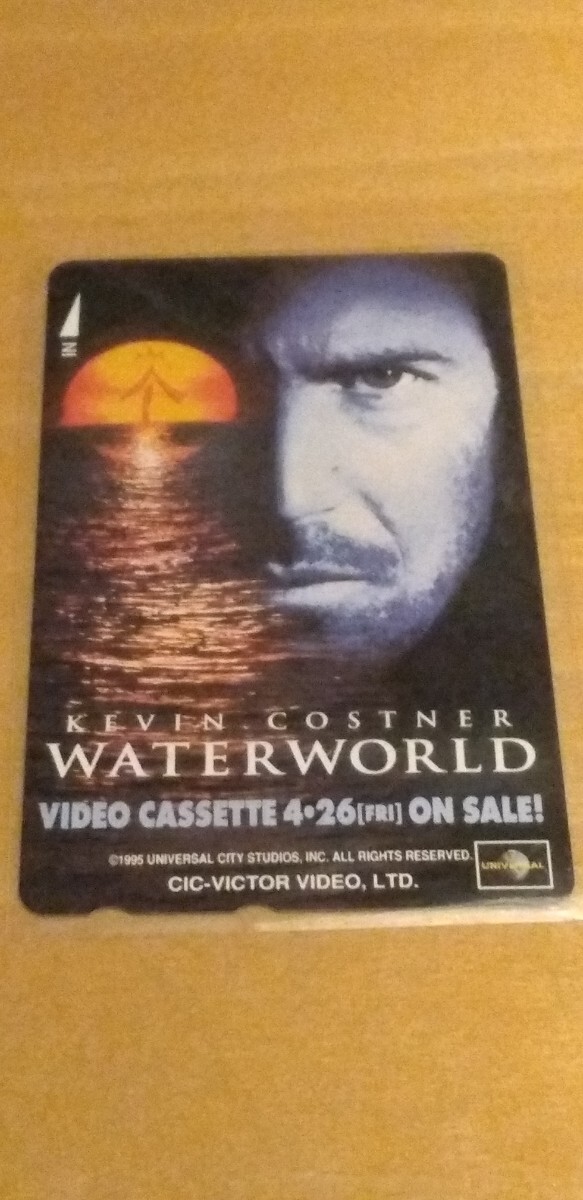 IN
KEVIN COSTNER
WATERWORLD
VIDEO CASSETTE 4•26[FRI] ON SALE!
©1995 UNIVERSAL CITY STUDIOS, INC. ALL RIGHTS RESERVED.
UNIVERSAL
CIC-VICTOR VIDEO, LTD.